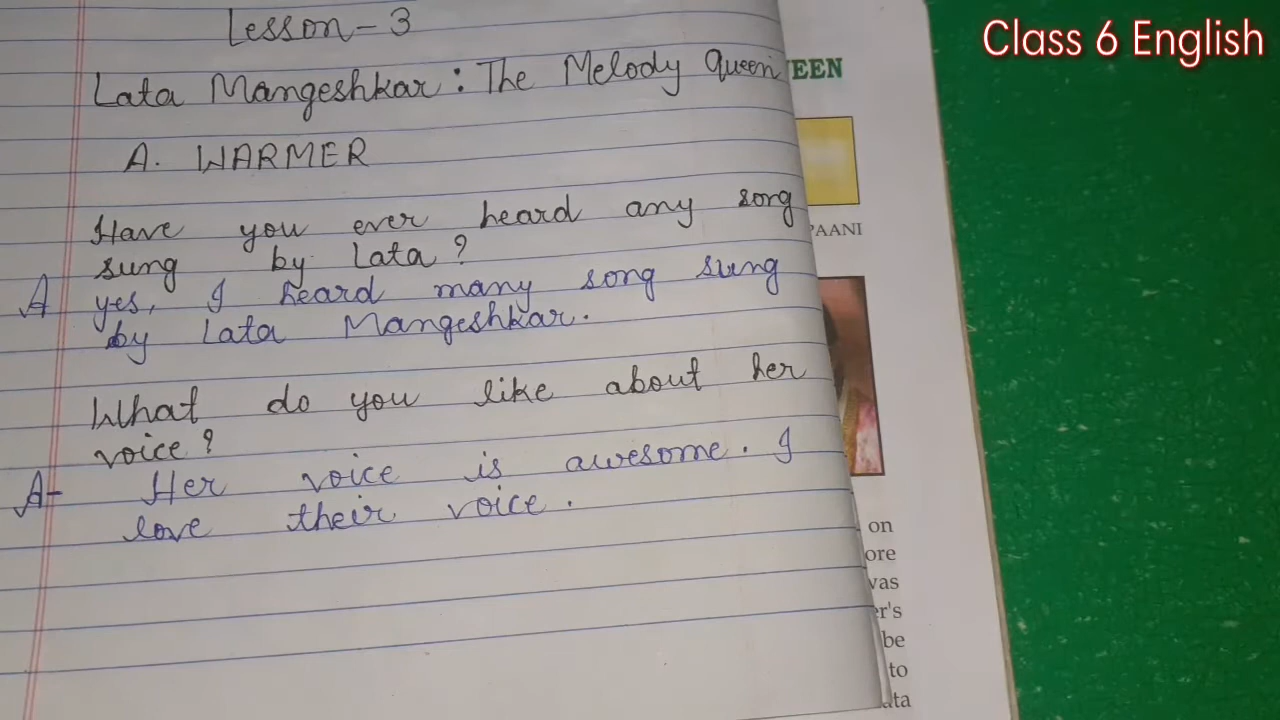 Class 6 English
Lesson-3
Lata Mangeshkar: The Melody Queen
A. WARMER
Have you ever heard any song
sung by Lata?
A yes, I heard many song sung
by Lata Mangeshkar.
What do you like about her
voice?
A- Her voice is awesome. I
love their voice.
EEN
PAANI
on
ore
was
er's
be
to
ata